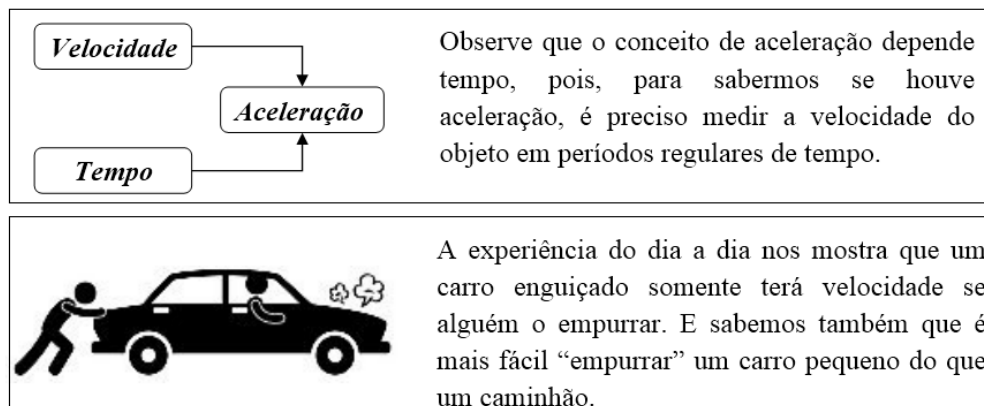 Velocidade
Aceleração
Tempo
Observe que o conceito de aceleração depende
tempo, pois, para sabermos se houve
aceleração, é preciso medir a velocidade do
objeto em períodos regulares de tempo.
A experiência do dia a dia nos mostra que um
carro enguiçado somente terá velocidade se
alguém o empurrar. E sabemos também que é
mais fácil “empurrar” um carro pequeno do que
um caminhão.